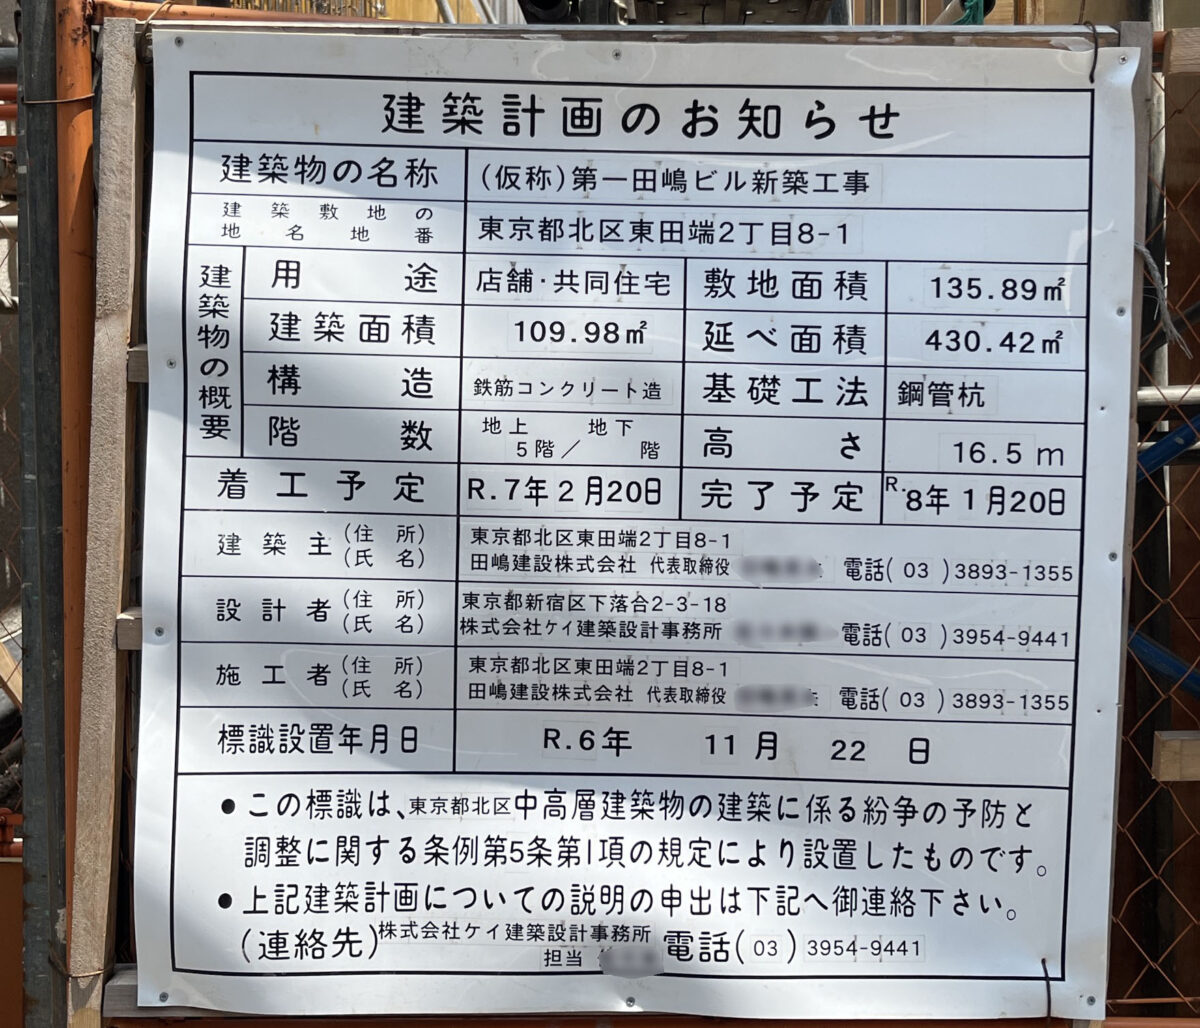 建築計画のお知らせ
建築物の名称 (仮称)第一田嶋ビル新築工事
建築敷地の
地名地番 東京都北区東田端2丁目8-1
建築物の概要
用途 店舗・共同住宅 敷地面積 135.89㎡
建築面積 109.98㎡ 延べ面積 430.42㎡
構造 鉄筋コンクリート造 基礎工法 鋼管杭
階数 地上 5階/ 地下 階 高さ 16.5m
着工予定 R.7年2月20日 完了予定 R.8年1月20日
建築主(住所) 東京都北区東田端2丁目8-1
(氏名) 田嶋建設株式会社 代表取締役 電話(03)3893-1355
設計者(住所) 東京都新宿区下落合2-3-18
(氏名) 株式会社ケイ建築設計事務所 電話(03)3954-9441
施工者(住所) 東京都北区東田端2丁目8-1
(氏名) 田嶋建設株式会社 代表取締役 電話(03)3893-1355
標識設置年月日 R.6年 11月 22日
●この標識は、東京都北区中高層建築物の建築に係る紛争の予防と
調整に関する条例第5条第1項の規定により設置したものです。
●上記建築計画についての説明の申出は下記へ御連絡下さい。
(連絡先)株式会社ケイ建築設計事務所 電話(03)3954-9441
担当